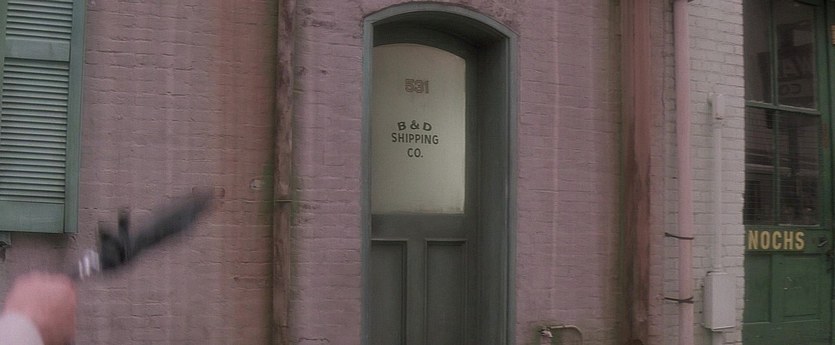 531
B & D
SHIPPING
CO.
NOCHS